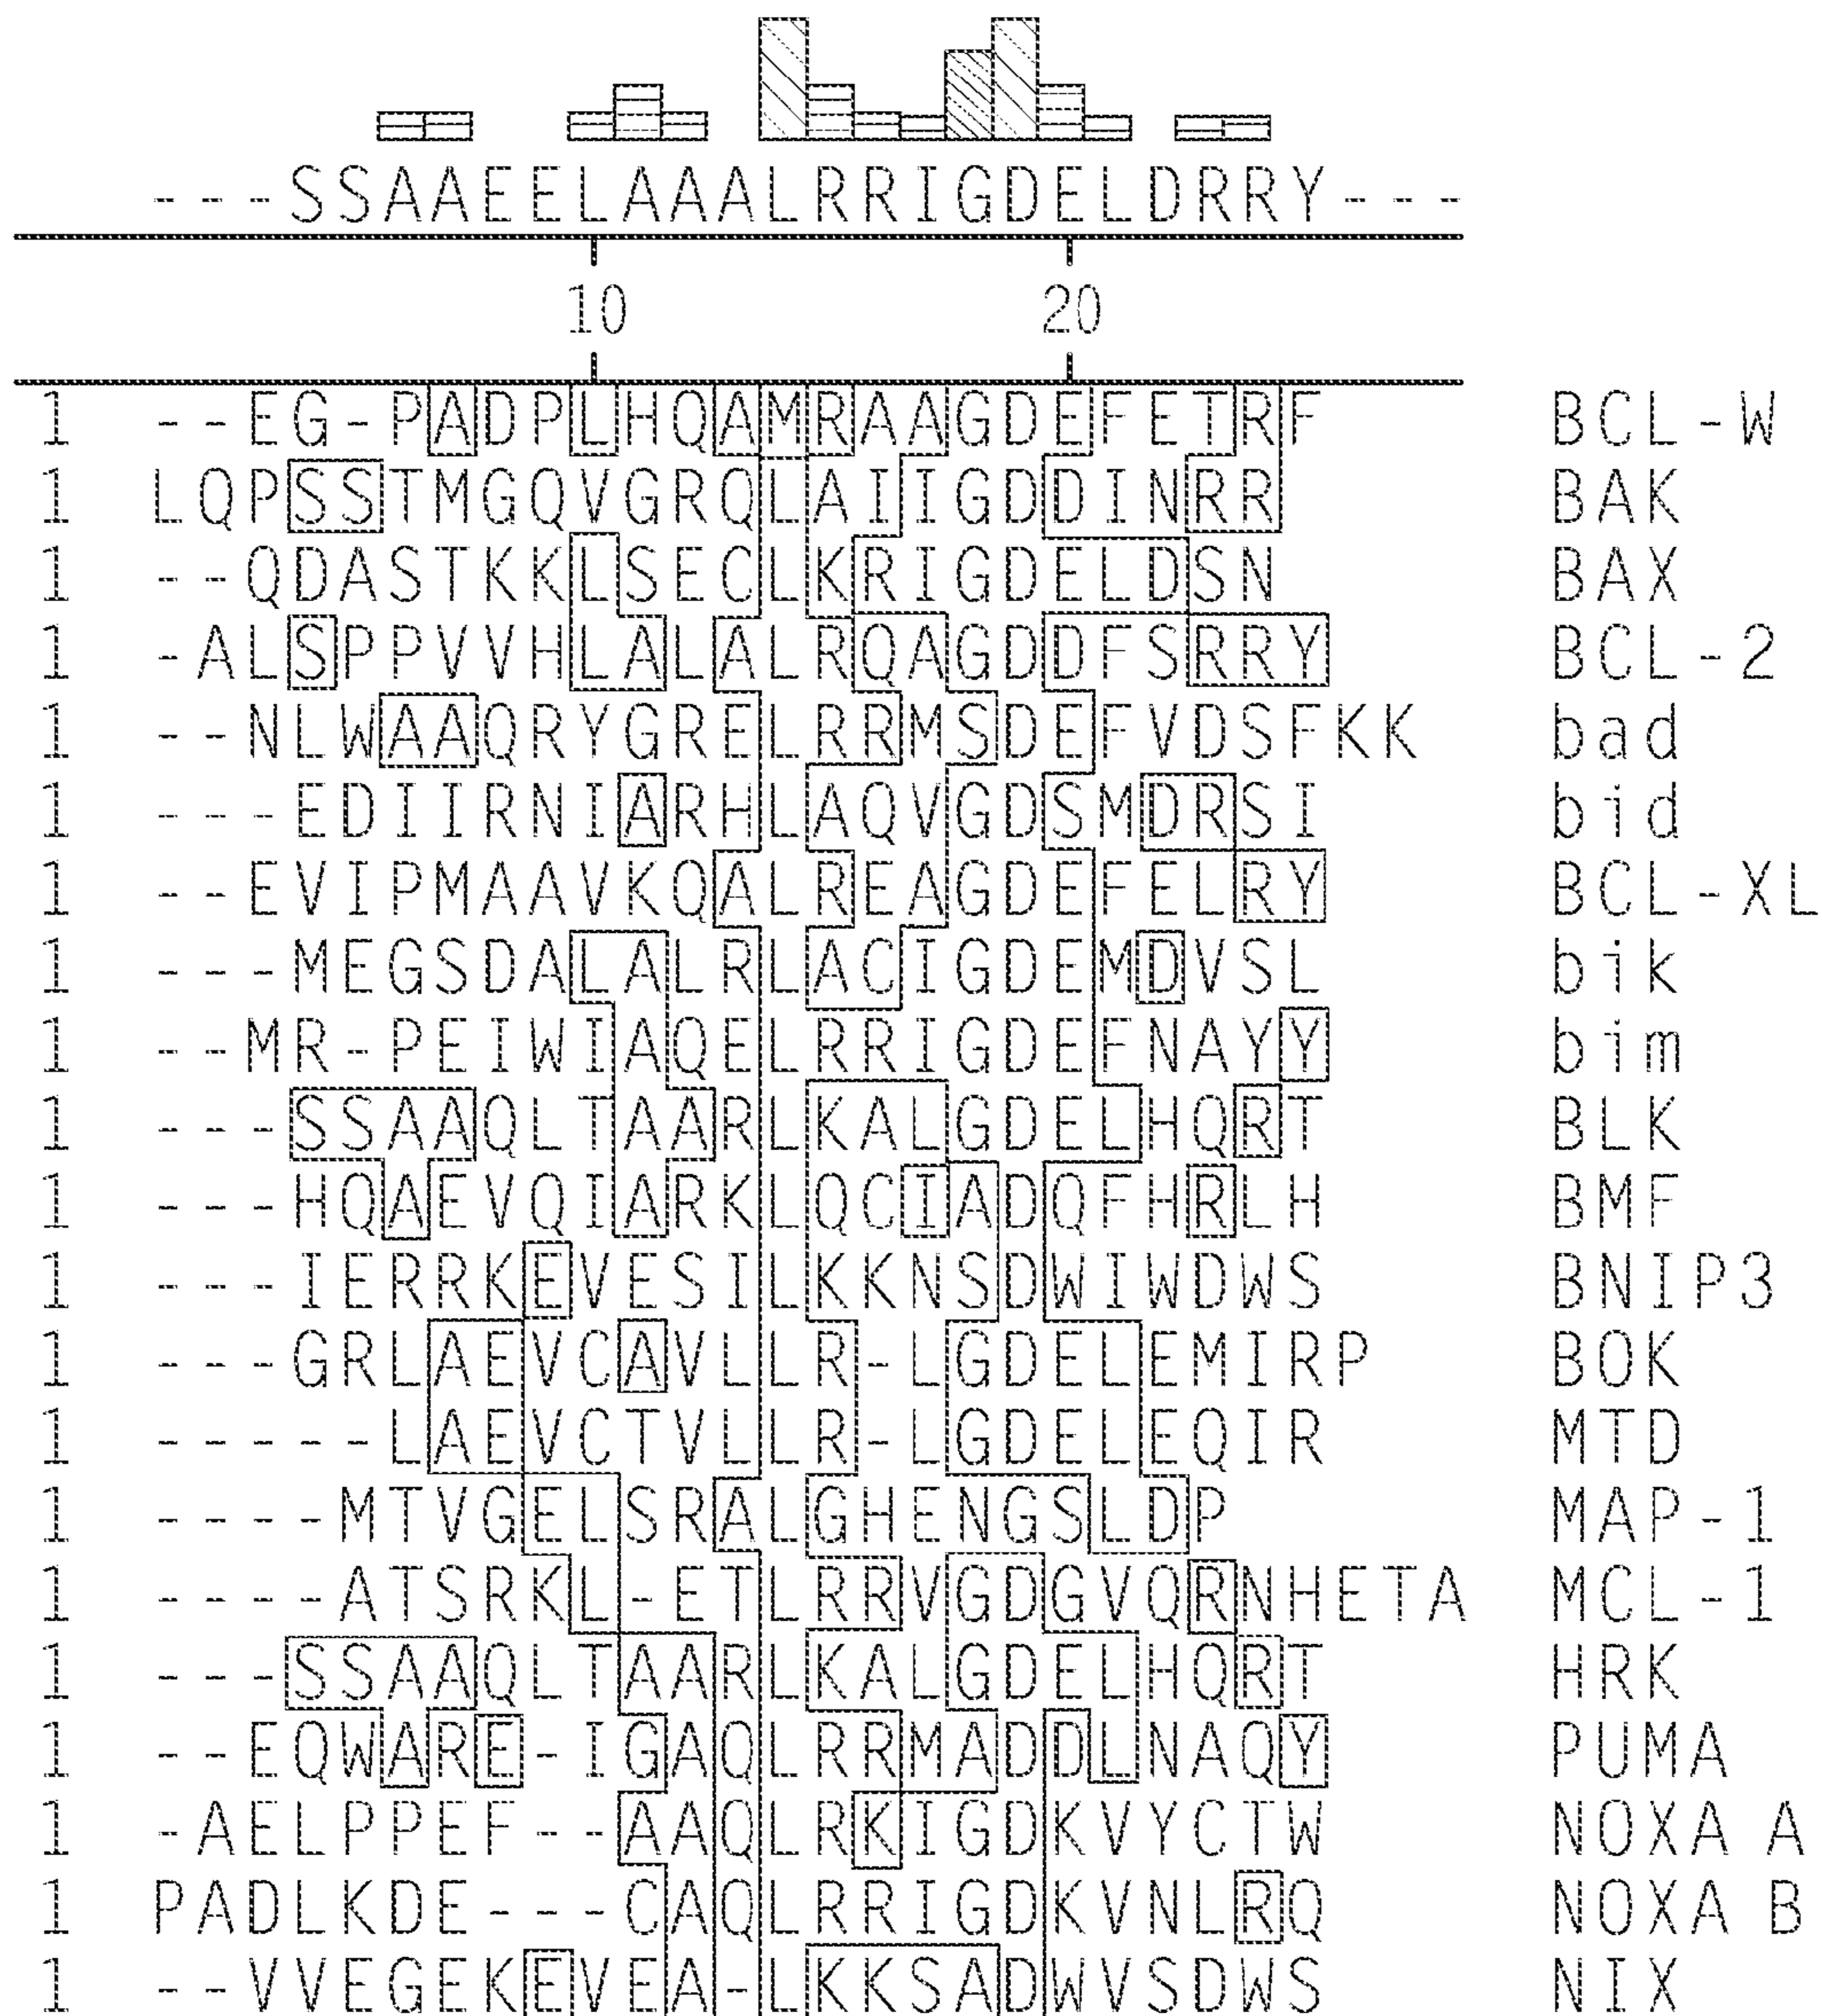 ---SSAAEELAAALRRIGDELDRRY---
10 20
1 --EG-PADPLHQAMRAAGDEFETRF BCL-W
1 LQPSSTMGQVGRQLAIIGDDINRR BAK
1 --QDASTKKLSECLKRIGDELDSN BAX
1 -ALSPPVVHLALALRQAGDDFSRRY BCL-2
1 --NLWAAQRYGRELRRMSDEFVDSFKK bad
1 ---EDIIRNIARHLAQVGDSMDRSI bid
1 --EVIPMAAVKQALREAGDEFELRY BCL-XL
1 ---MEGSDALALRLACIGDEMDVSL bik
1 --MR-PEIWIAQELRRIGDEFNAYY bim
1 ---SSAAQLTAARLKALGDELHQRT BLK
1 ---HQAEVQIARKLQCIADQFHRLH BMF
1 ---IERRKEVESILKKNSDWIWDWS BNIP3
1 ---GRLAEVCAVLLR-LGDELEMIRP BOK
1 -----LAEVCTVLLR-LGDELEQIR MTD
1 ----MTVGELSRALGHENGSLDP MAP-1
1 ----ATSRKL-ETLRRVGDGVQRNHETA MCL-1
1 ---SSAAQLTAARLKALGDELHQRT HRK
1 --EQWARE-IGAQLRRMADDLNAQY PUMA
1 -AELPPEF--AAQLRKIGDKVYCTW NOXA A
1 PADLKDE---CAQLRRIGDKVNLRQ NOXA B
1 --VVEGEKEVEA-LKKSADWVSDWS NIX